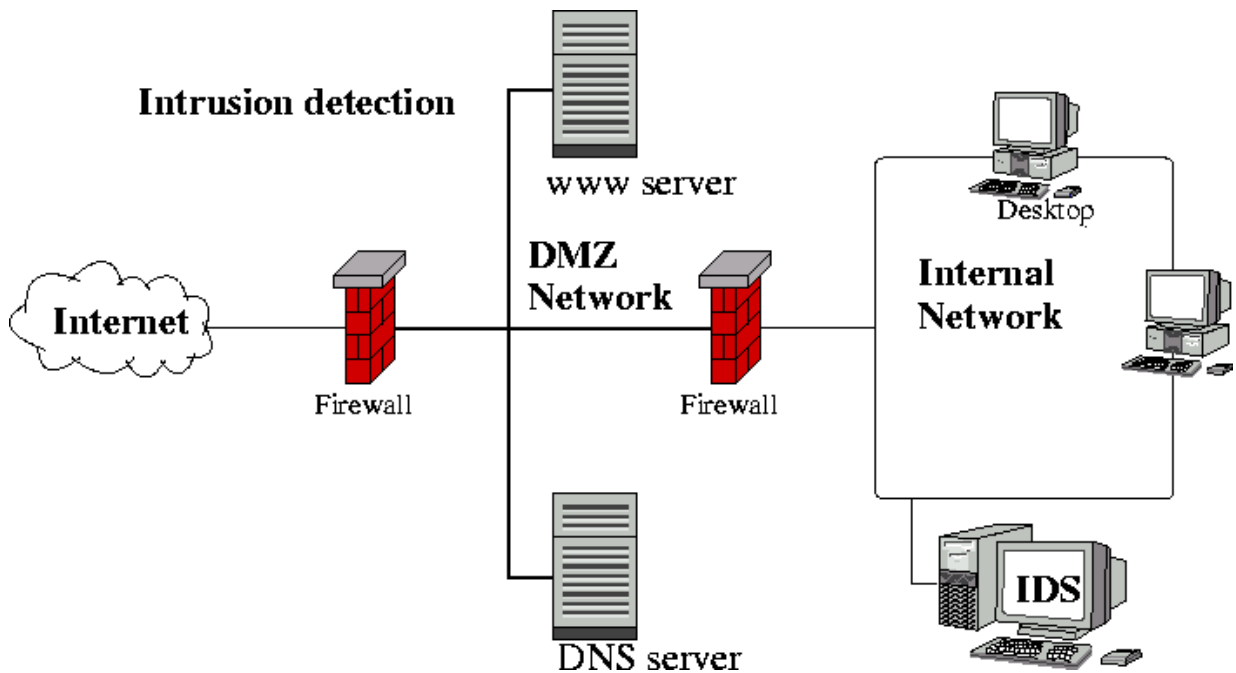 Intrusion detection
www server
Desktop
DMZ
Network
Internal
Network
Internet
Firewall
Firewall
IDS
DNS server